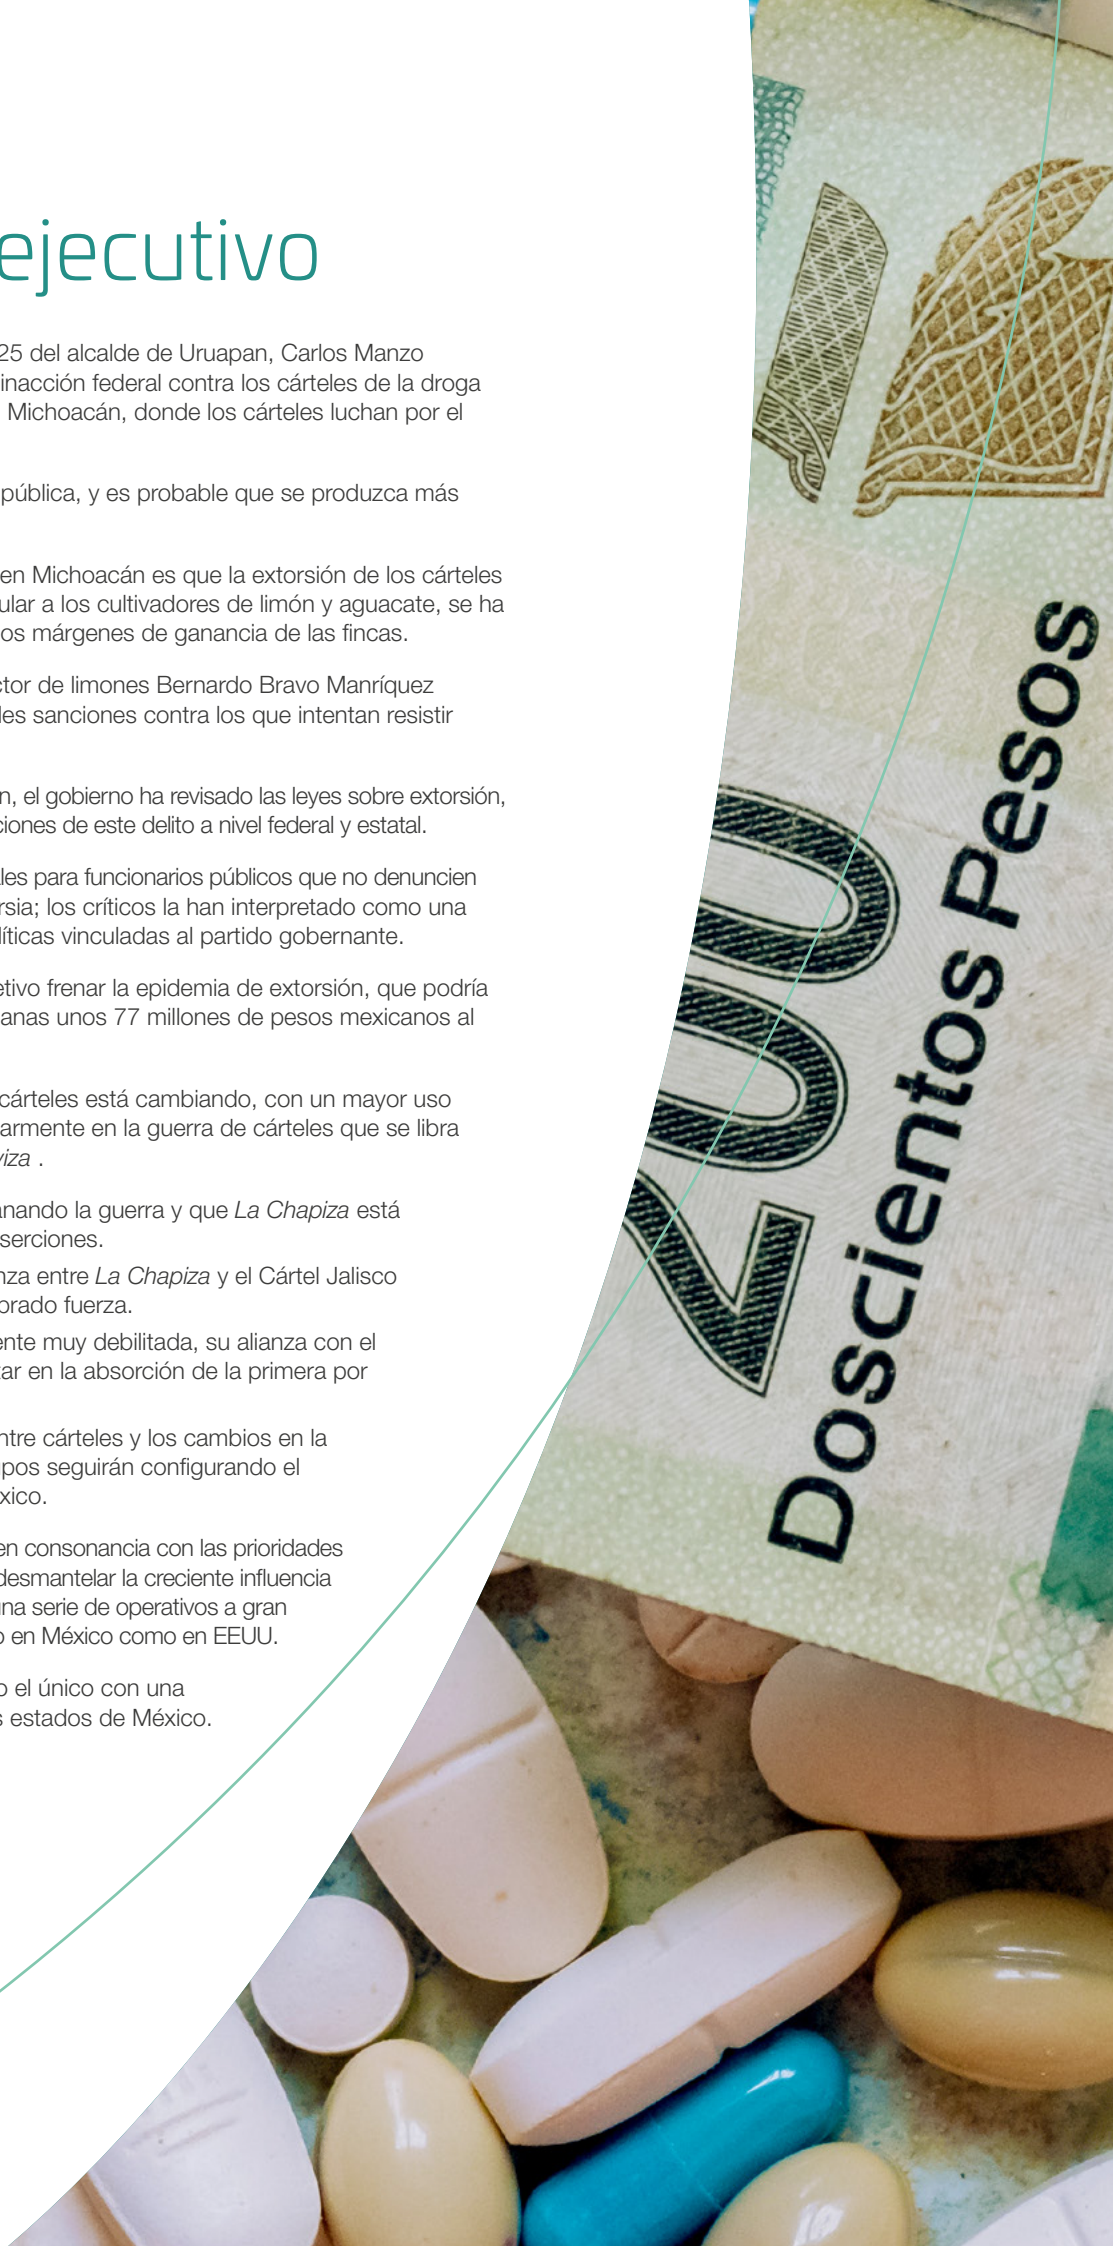 ejecutivo
25 del alcalde de Uruapan, Carlos Manzo
inacción federal contra los cárteles de la droga
Michoacán, donde los cárteles luchan por el
pública, y es probable que se produzca más
en Michoacán es que la extorsión de los cárteles
ular a los cultivadores de limón y aguacate, se ha
os márgenes de ganancia de las fincas.
ctor de limones Bernardo Bravo Manríquez
les sanciones contra los que intentan resistir
n, el gobierno ha revisado las leyes sobre extorsión,
ciones de este delito a nivel federal y estatal.
ales para funcionarios públicos que no denuncien
rsia; los críticos la han interpretado como una
líticas vinculadas al partido gobernante.
etivo frenar la epidemia de extorsión, que podría
anas unos 77 millones de pesos mexicanos al
cárteles está cambiando, con un mayor uso
armente en la guerra de cárteles que se libra
yiza .
anando la guerra y que La Chapiza está
serciones.
nza entre La Chapiza y el Cártel Jalisco
brado fuerza.
ente muy debilitada, su alianza con el
tar en la absorción de la primera por
ntre cárteles y los cambios en la
upos seguirán configurando el
xico.
en consonancia con las prioridades
desmantelar la creciente influencia
una serie de operativos a gran
o en México como en EEUU.
o el único con una
s estados de México.
200
Doscientos Pesos